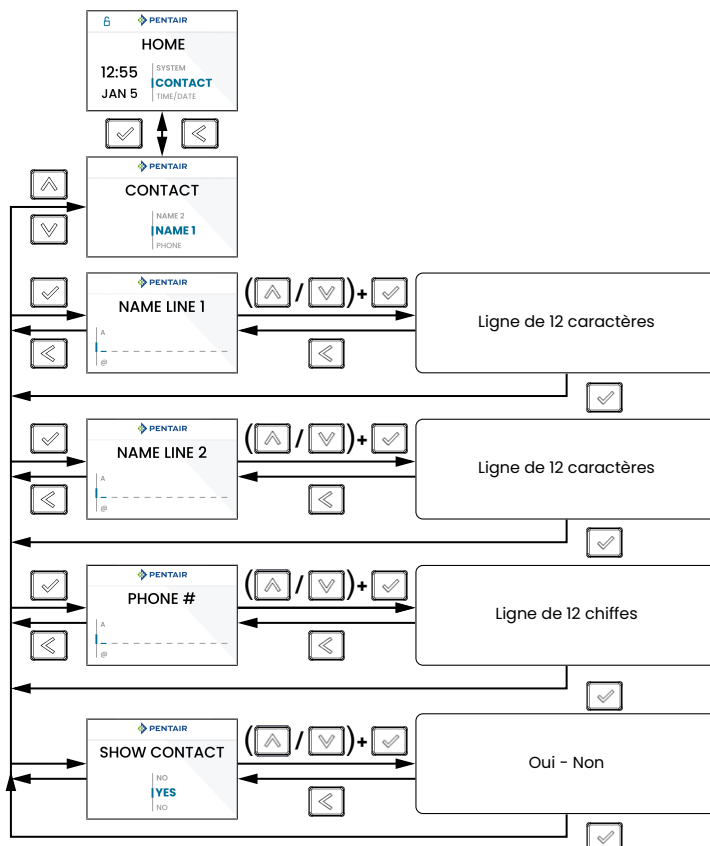 PENTAIR
HOME
12:55
JAN 5
SYSTEM
CONTACT
TIME/DATE
PENTAIR
CONTACT
NAME 2
NAME 1
PHONE
PENTAIR
NAME LINE 1
A
_ _ _ _ _ _ _ _ _ _ _ _
@
( / )+
Ligne de 12 caractères
PENTAIR
NAME LINE 2
A
_ _ _ _ _ _ _ _ _ _ _ _
@
( / )+
Ligne de 12 caractères
PENTAIR
PHONE #
A
_ _ _ _ _ _ _ _ _ _ _ _
@
( / )+
Ligne de 12 chiffes
PENTAIR
SHOW CONTACT
NO
YES
NO
( / )+
Oui - Non